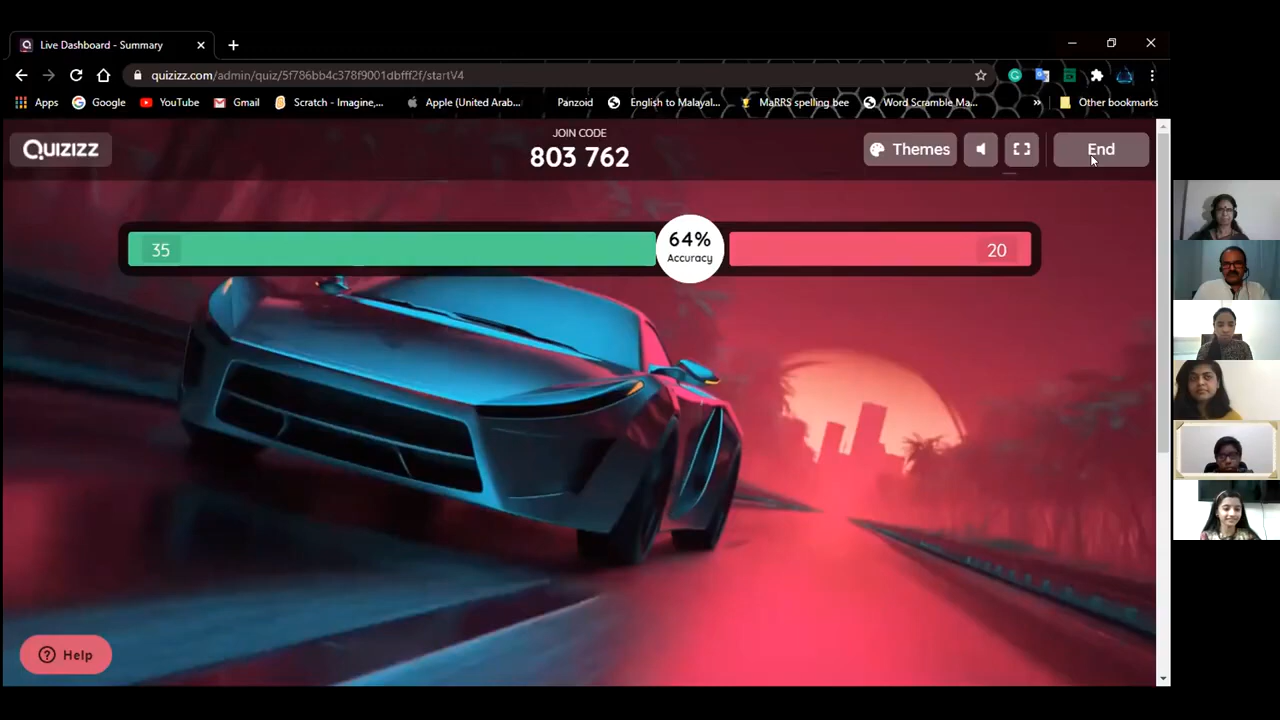 Live Dashboard - Summary
quizizz.com/admin/quiz/5f786bb4c378f9001dbfff2f/startV4
Apps Google YouTube Gmail Scratch - Imagine,... Apple (United Arab... Panzoid English to Malayal... MaRRS spelling bee Word Scramble Ma... » Other bookmarks
QUIZIZZ
JOIN CODE
803 762
Themes
End
35
64%
Accuracy
20
Help